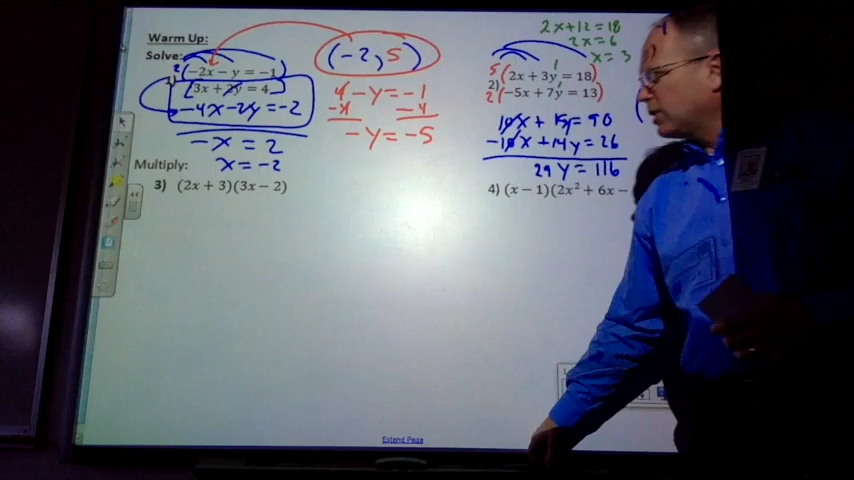 Warm Up:
Solve:
1)
2(-2x - y = -1)
[3x + 2y = 4]
-4x - 2y = -2
-x = 2
x = -2
(-2, 5)
4 - y = -1
-4 -4
-y = -5
2x + 12 = 18
2x = 6
x = 3
2)
5(2x + 3y = 18)
2(-5x + 7y = 13)
10x + 15y = 90
-10x + 14y = 26
29y = 116
Multiply:
3) (2x + 3)(3x - 2)
4) (x - 1)(2x² + 6x -
Extend Page